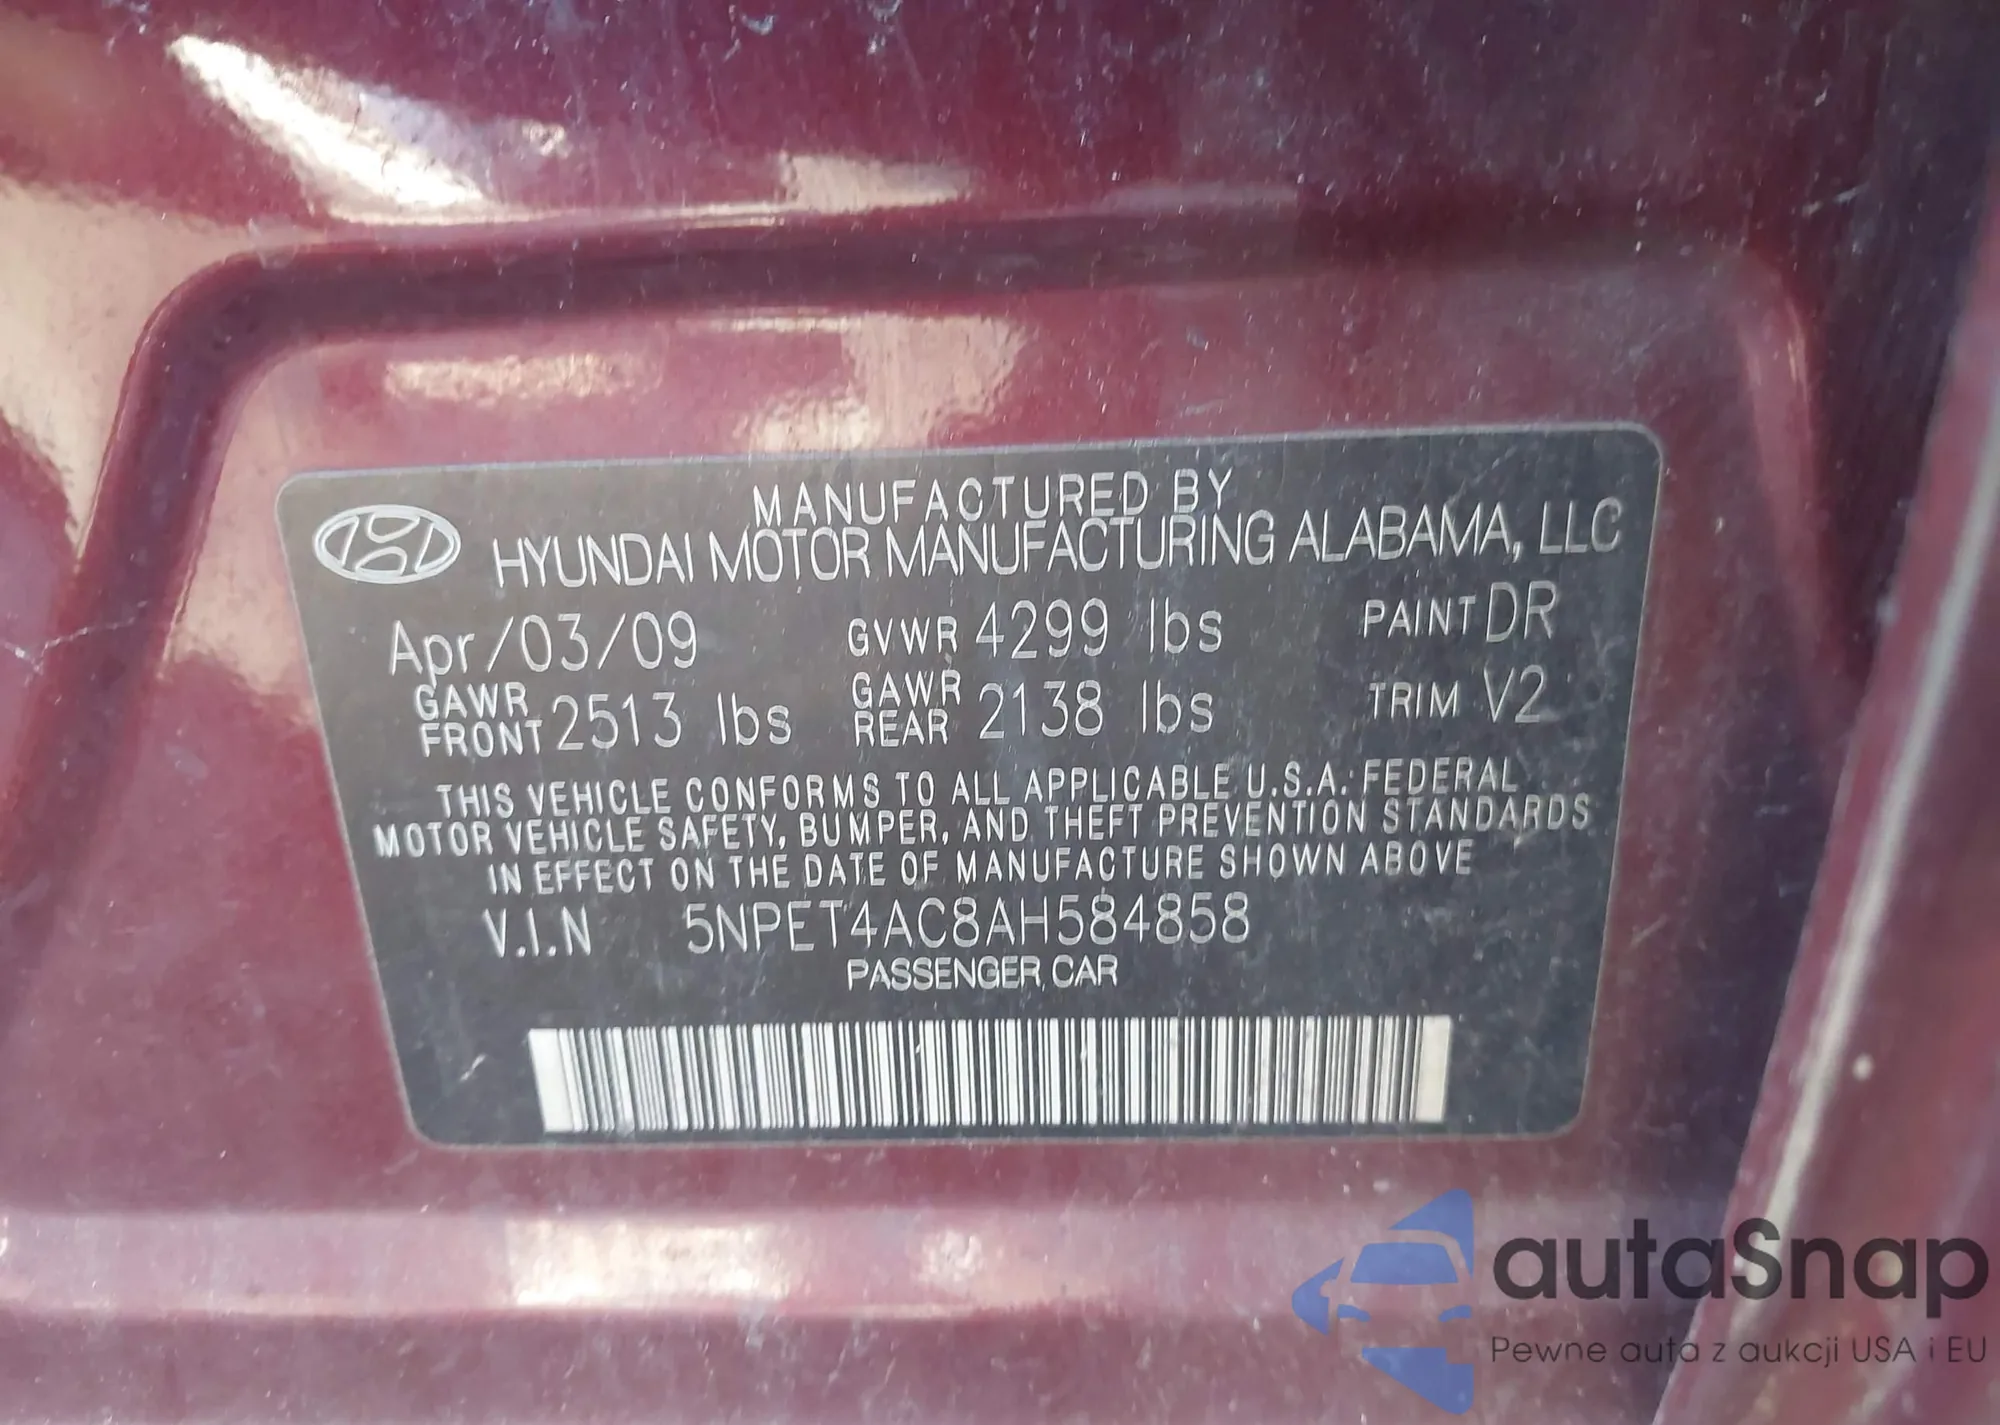 MANUFACTURED BY
HYUNDAI MOTOR MANUFACTURING ALABAMA, LLC
Apr/03/09 GVWR 4299 lbs PAINT DR
GAWR FRONT 2513 lbs GAWR REAR 2138 lbs TRIM V2
THIS VEHICLE CONFORMS TO ALL APPLICABLE U.S.A. FEDERAL
MOTOR VEHICLE SAFETY, BUMPER, AND THEFT PREVENTION STANDARDS
IN EFFECT ON THE DATE OF MANUFACTURE SHOWN ABOVE
V.I.N 5NPET4AC8AH584858
PASSENGER CAR
autaSnap
Pewne auta z aukcji USA i EU